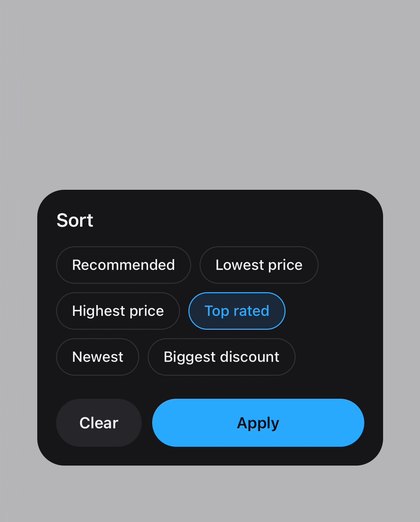 Sort
Recommended Lowest price
Highest price Top rated
Newest Biggest discount
Clear Apply